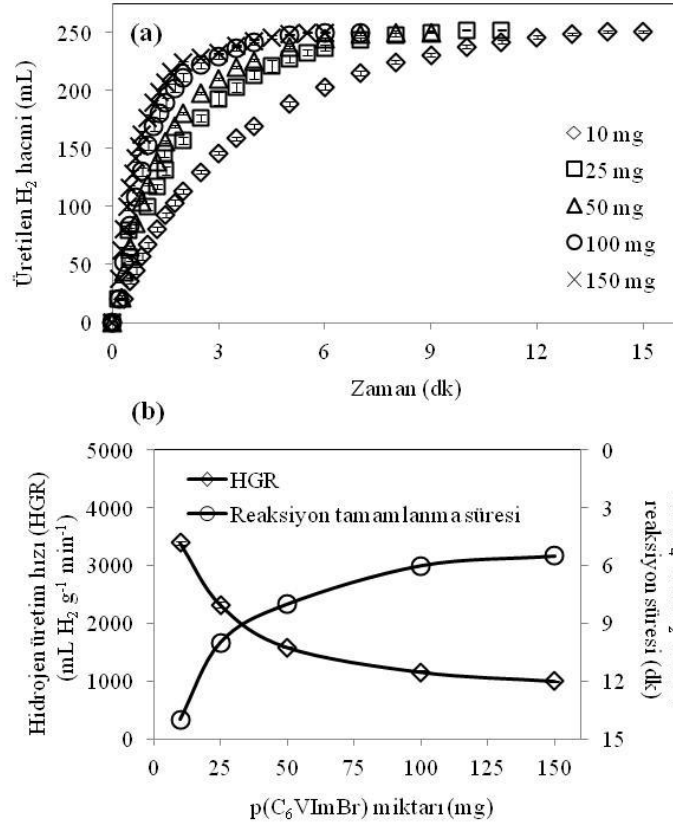 (a)
Üretilen H₂ hacmi (mL)
250
200
150
100
50
0
10 mg
25 mg
50 mg
100 mg
150 mg
0 3 6 9 12 15
Zaman (dk)
(b)
Hidrojen üretim hızı (HGR)
(mL H₂ g⁻¹ min⁻¹)
5000
4000
3000
2000
1000
0
HGR
Reaksiyon tamamlanma süresi
0
3
6
9
12
15
reaksiyon süresi (dk)
0 25 50 75 100 125 150
p(C₆VImBr) miktarı (mg)